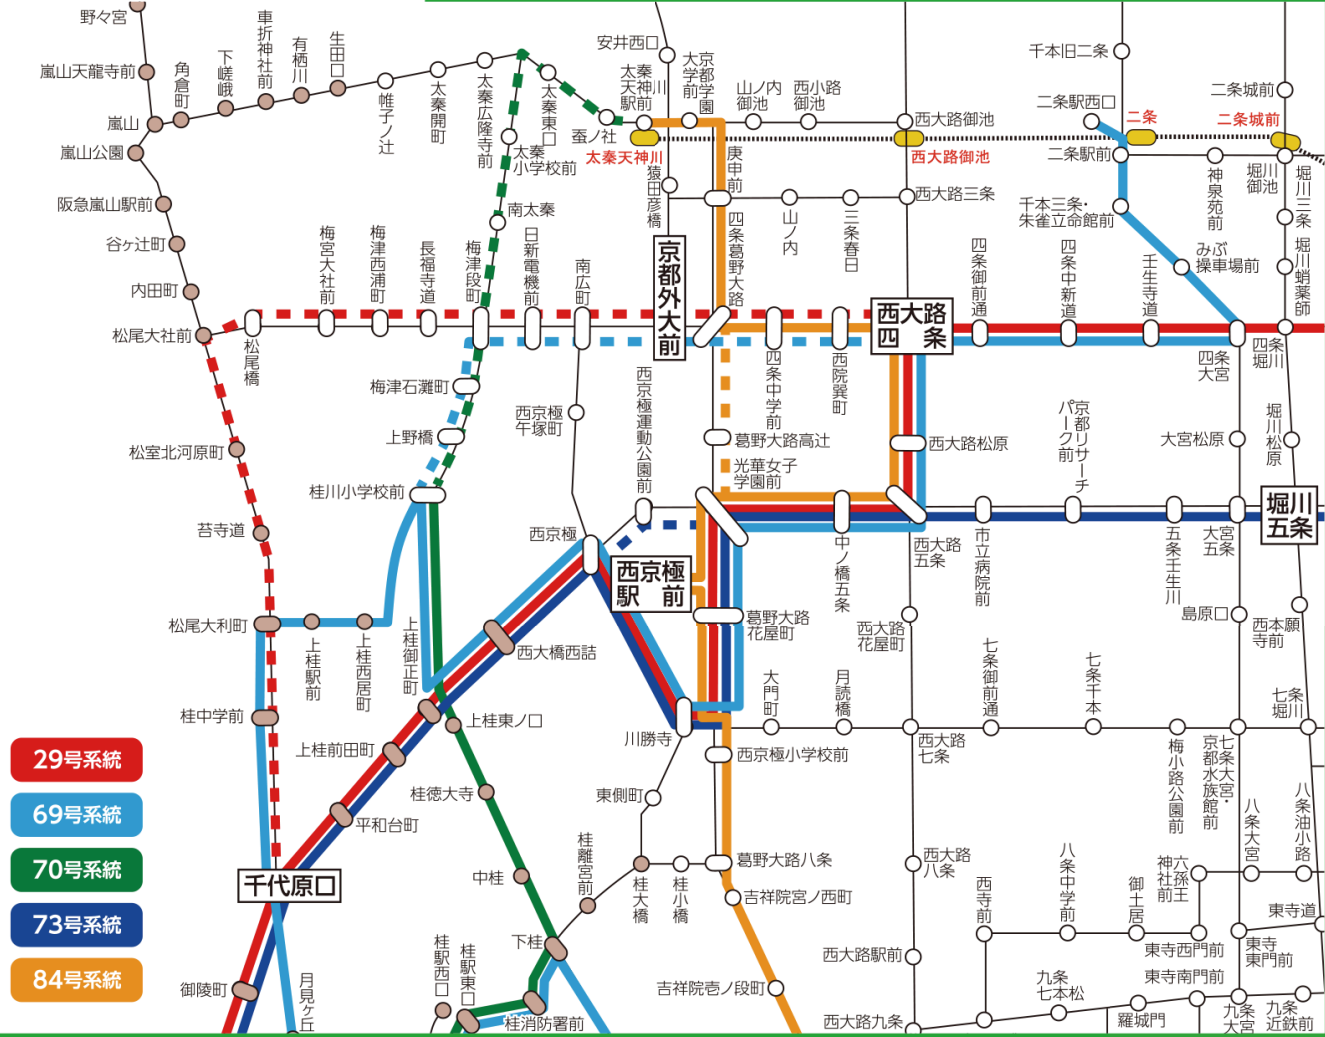 野々宮
嵐山天龍寺前
角倉町
下嵯峨
車折神社前
有栖川
生田口
帷子ノ辻
太秦開町
太秦広隆寺前
太秦東口
蚕ノ社
安井西口
太秦
天神川
駅前
京都学園
大学前
山ノ内
御池
西小路
御池
西大路御池
千本旧二条
二条駅西口
二条
二条城前
二条城前
嵐山
嵐山公園
太秦
小学校前
太秦天神川
西大路御池
二条駅前
神泉苑前
堀川
御池
堀川三条
庚申前
猿田彦橋
阪急嵐山駅前
南太秦
西大路三条
千本三条・
朱雀立命館前
谷ヶ辻町
梅宮大社前
梅津西浦町
長福寺道
梅津段町
日新電機前
南広町
京都外大前
四条葛野大路
山ノ内
三条春日
四条御前通
四条中新道
壬生寺道
みぶ
操車場前
堀川蛸薬師
内田町
松尾大社前
松尾橋
西大路
四条
四条中学前
西院巽町
四条
大宮
四条
堀川
梅津石灘町
西京極
午塚町
西京極運動公園前
上野橋
葛野大路高辻
西大路松原
京都リサーチ
パーク前
大宮松原
堀川松原
松室北河原町
光華女子
学園前
桂川小学校前
堀川
五条
苔寺道
西京極
西京極
駅前
中ノ橋五条
西大路
五条
市立病院前
五条壬生川
大宮
五条
松尾大利町
上桂駅前
上桂西居町
上桂御正町
西大橋西詰
葛野大路
花屋町
西大路
花屋町
島原口
西本願
寺前
桂中学前
上桂東ノ口
川勝寺
大門町
月読橋
西大路
七条
七条御前通
七条千本
七条
堀川
上桂前田町
西京極小学校前
梅小路公園前
七条大宮・
京都水族館前
29号系統
桂徳大寺
東側町
八条大宮
八条油小路
69号系統
平和台町
桂離宮前
葛野大路八条
西大路
八条
八条中学前
六孫王
神社前
70号系統
千代原口
中桂
桂大橋
桂小橋
吉祥院宮ノ西町
西寺前
御土居
東寺道
73号系統
下桂
西大路駅前
東寺西門前
東寺
東門前
84号系統
御陵町
月見ヶ丘
桂駅西口
桂駅東口
桂消防署前
吉祥院壱ノ段町
九条
七本松
東寺南門前
西大路九条
羅城門
九条
大宮
九条
近鉄前